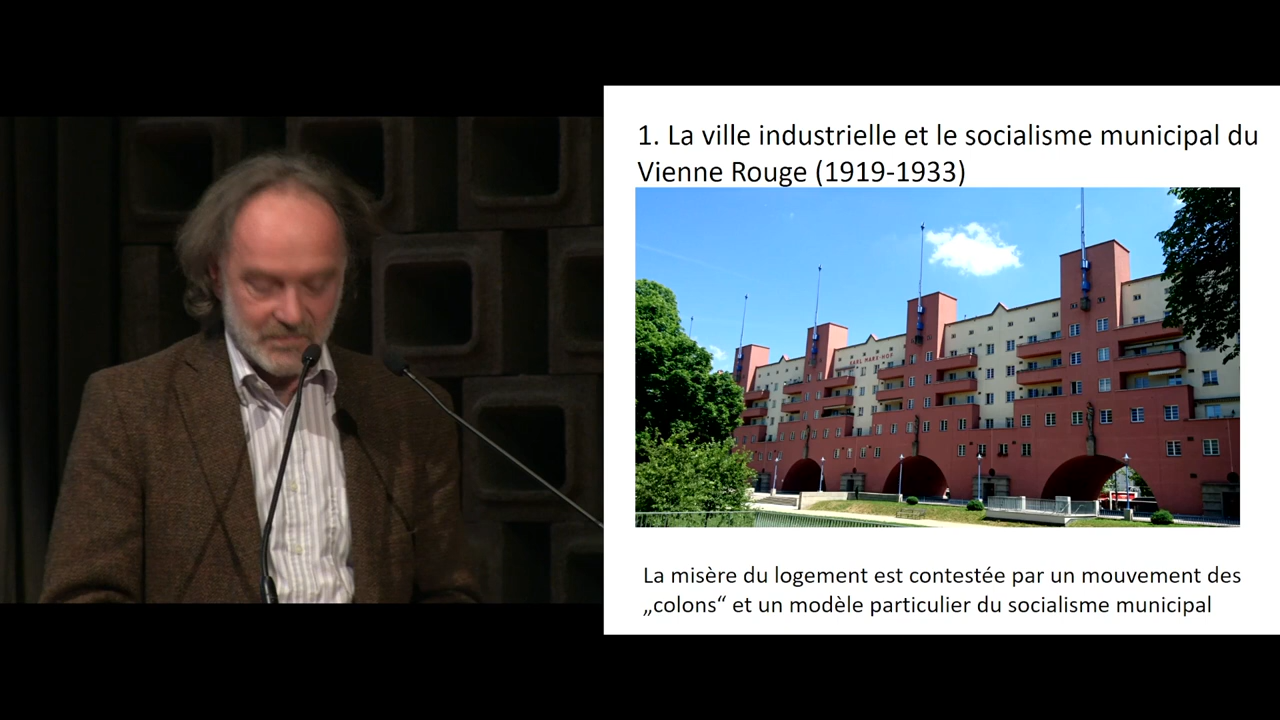 1. La ville industrielle et le socialisme municipal du
Vienne Rouge (1919-1933)
KARL MARX-HOF
La misère du logement est contestée par un mouvement des
„colons“ et un modèle particulier du socialisme municipal